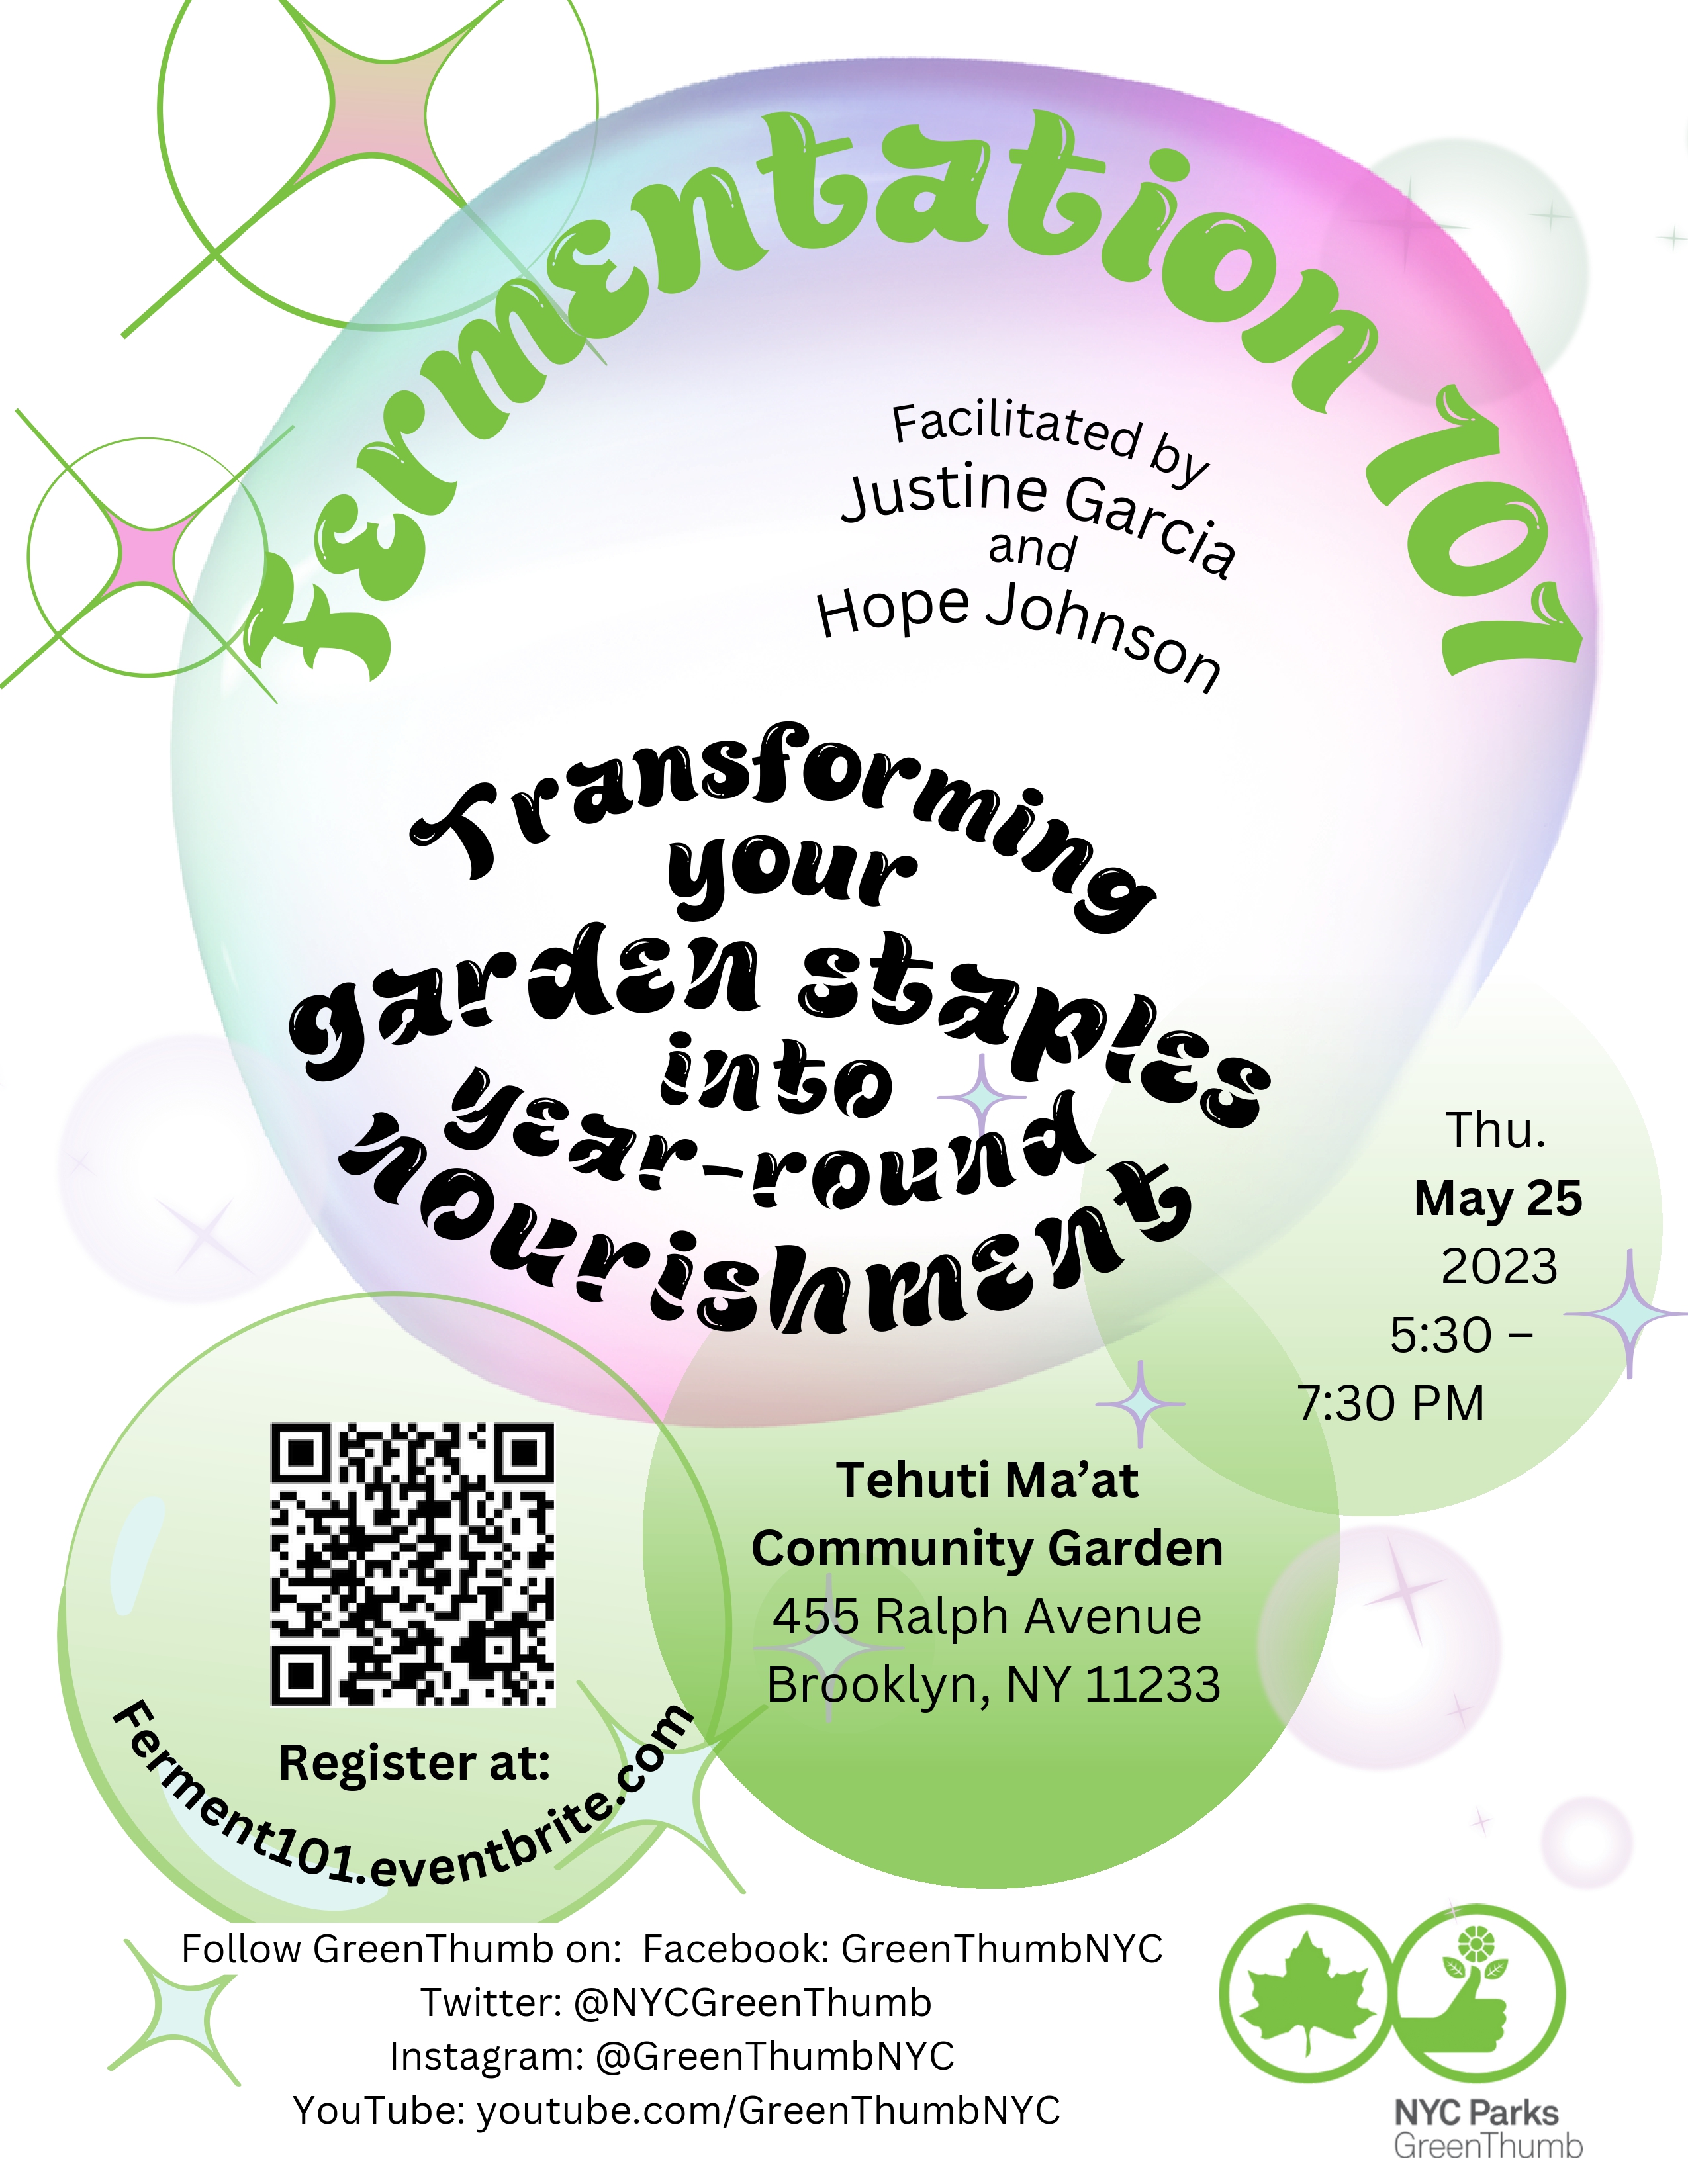 Fermentation 101
Facilitated by
Justine Garcia
and
Hope Johnson
Transforming
your
garden staples
into
year-round
nourishment
Thu.
May 25
2023
5:30 –
7:30 PM
Tehuti Ma’at
Community Garden
455 Ralph Avenue
Brooklyn, NY 11233
Register at:
Ferment101.eventbrite.com
Follow GreenThumb on:  Facebook: GreenThumbNYC
Twitter: @NYCGreenThumb
Instagram: @GreenThumbNYC
YouTube: youtube.com/GreenThumbNYC
NYC Parks
GreenThumb